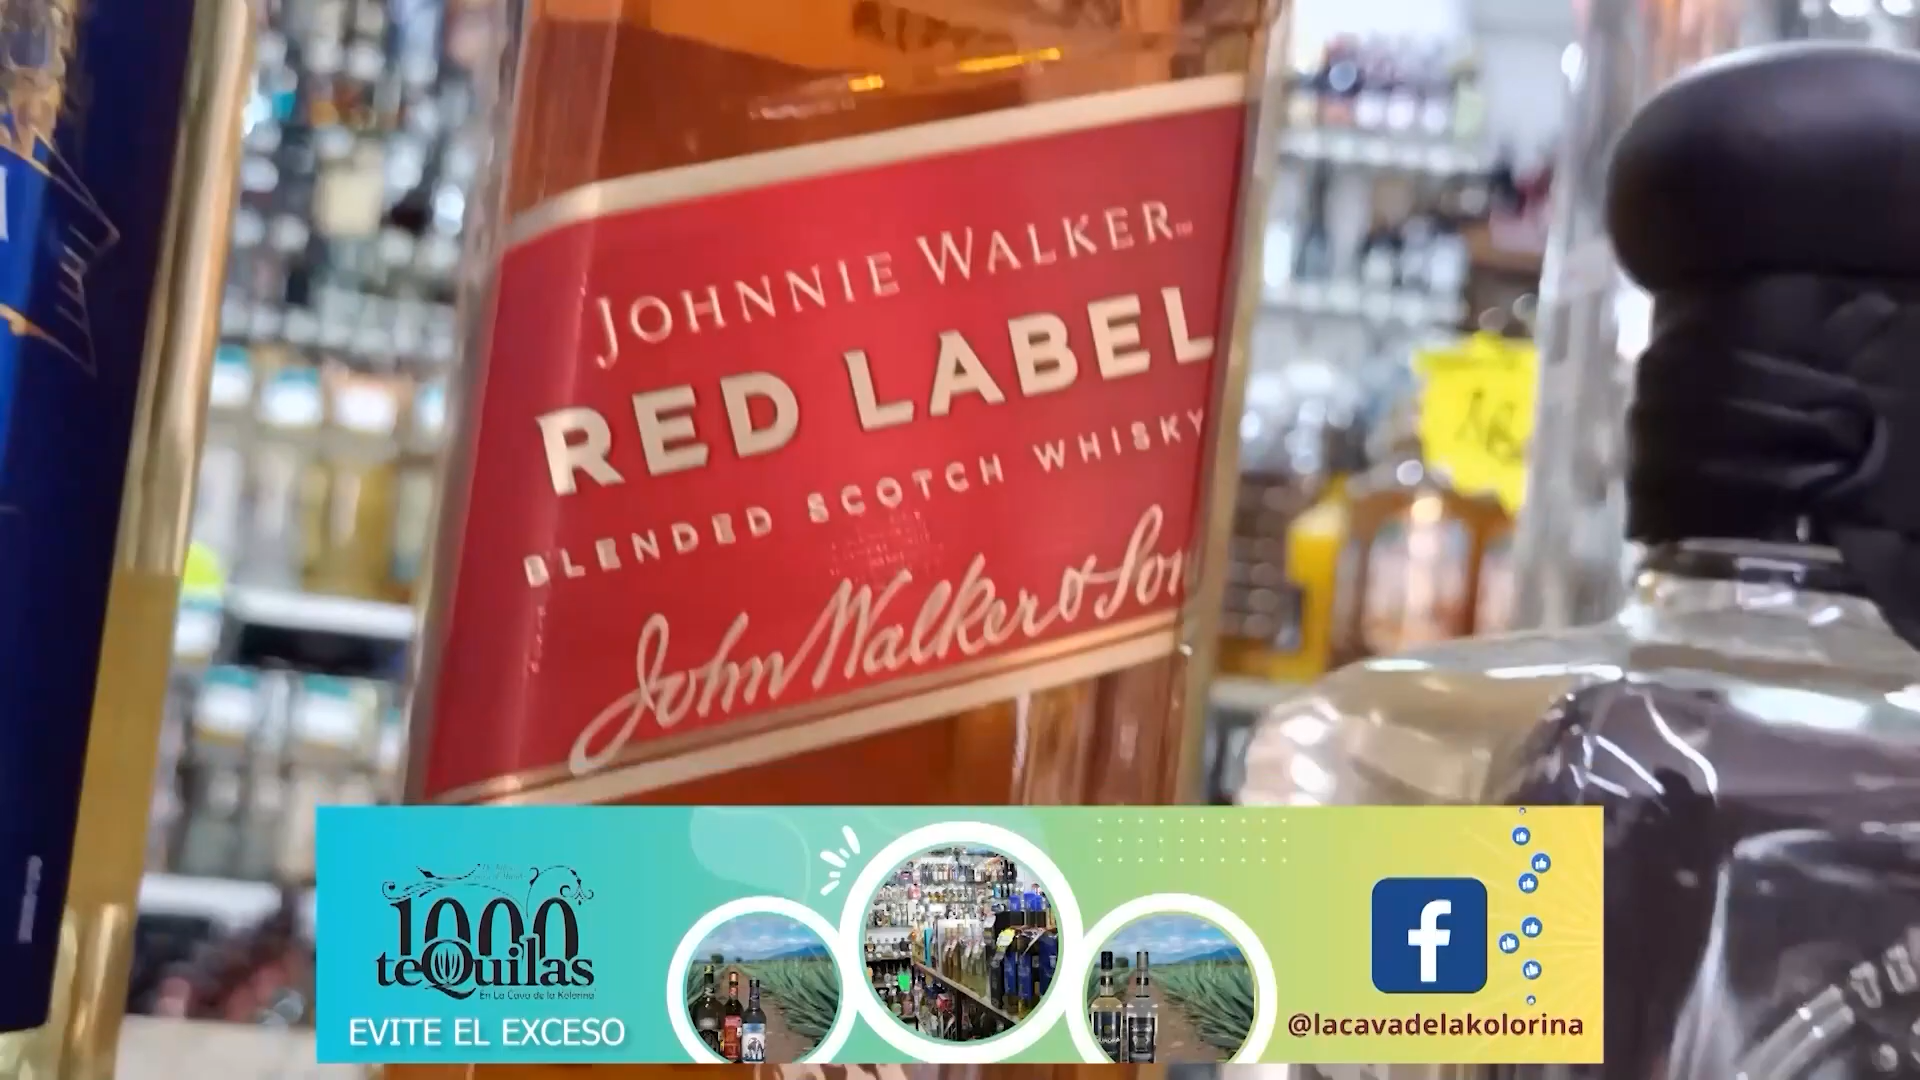 JOHNNIE WALKER
RED LABEL
BLENDED SCOTCH WHISKY
John Walker & Son
1000
teQuilas
En La Cava de la Kolorina
EVITE EL EXCESO
f
@lacavadelakolorina